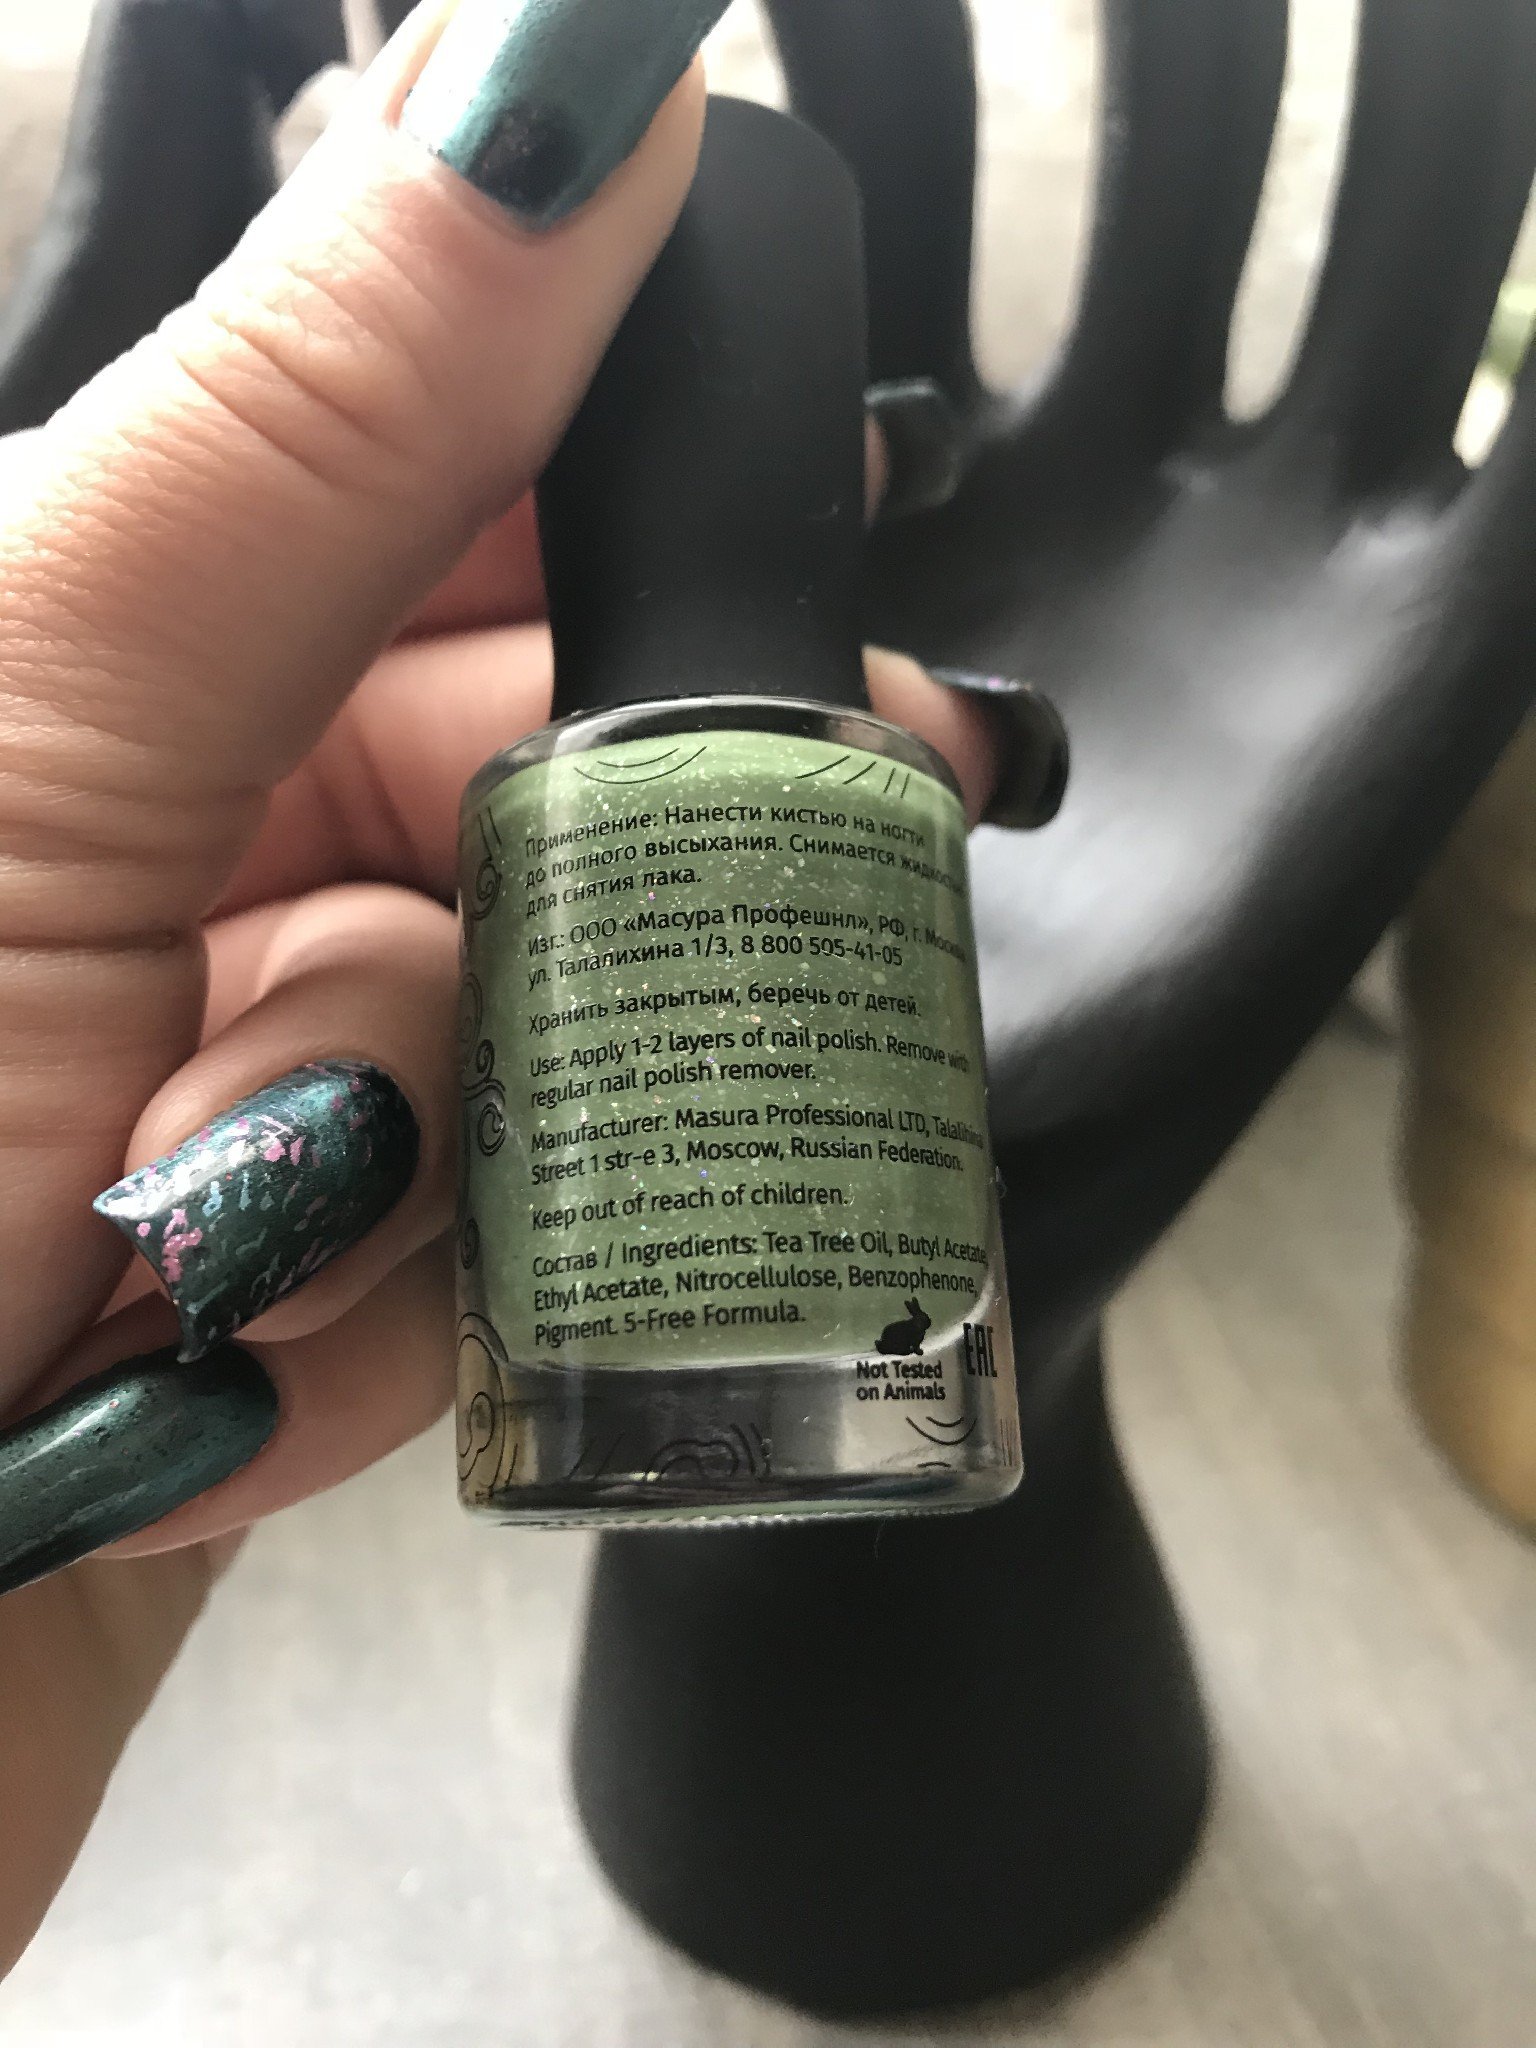 Применение: Нанести кистью на ногти
до полного высыхания. Снимается жидкостью
для снятия лака.
Изг.: ООО «Масура Профешнл», РФ, г. Москва
ул. Талалихина 1/3, 8 800 505-41-05
Хранить закрытым, беречь от детей.
Use: Apply 1-2 layers of nail polish. Remove with
regular nail polish remover.
Manufacturer: Masura Professional LTD, Talalihina
Street 1 str-e 3, Moscow, Russian Federation.
Keep out of reach of children.
Состав / Ingredients: Tea Tree Oil, Butyl Acetate,
Ethyl Acetate, Nitrocellulose, Benzophenone,
Pigment. 5-Free Formula.
Not Tested
on Animals
EAC